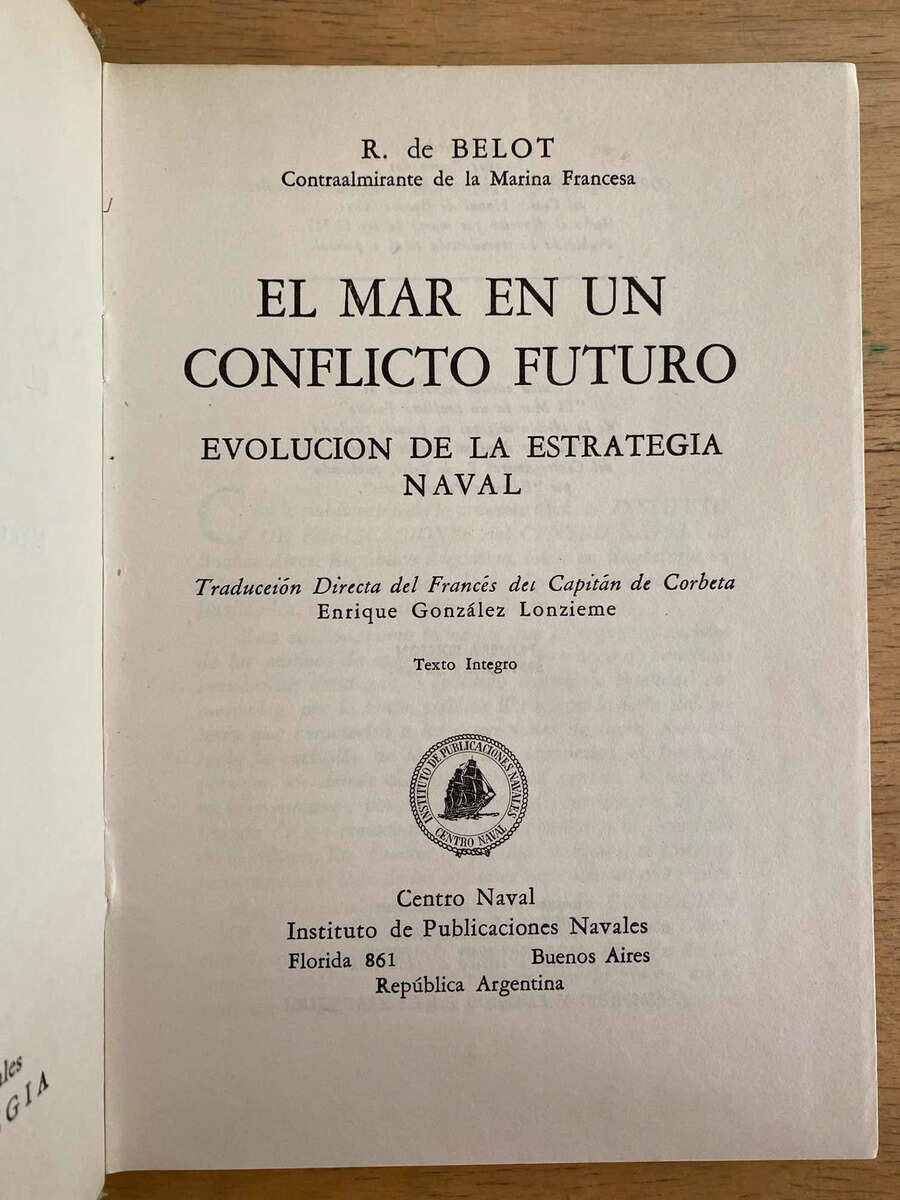 R. de BELOT
Contraalmirante de la Marina Francesa
EL MAR EN UN
CONFLICTO FUTURO
EVOLUCION DE LA ESTRATEGIA
NAVAL
Traduceión Directa del Francés del Capitán de Corbeta
Enrique González Lonzieme
Texto Integro
INSTITUTO DE PUBLICACIONES NAVALES
CENTRO NAVAL
Centro Naval
Instituto de Publicaciones Navales
Florida 861 Buenos Aires
República Argentina